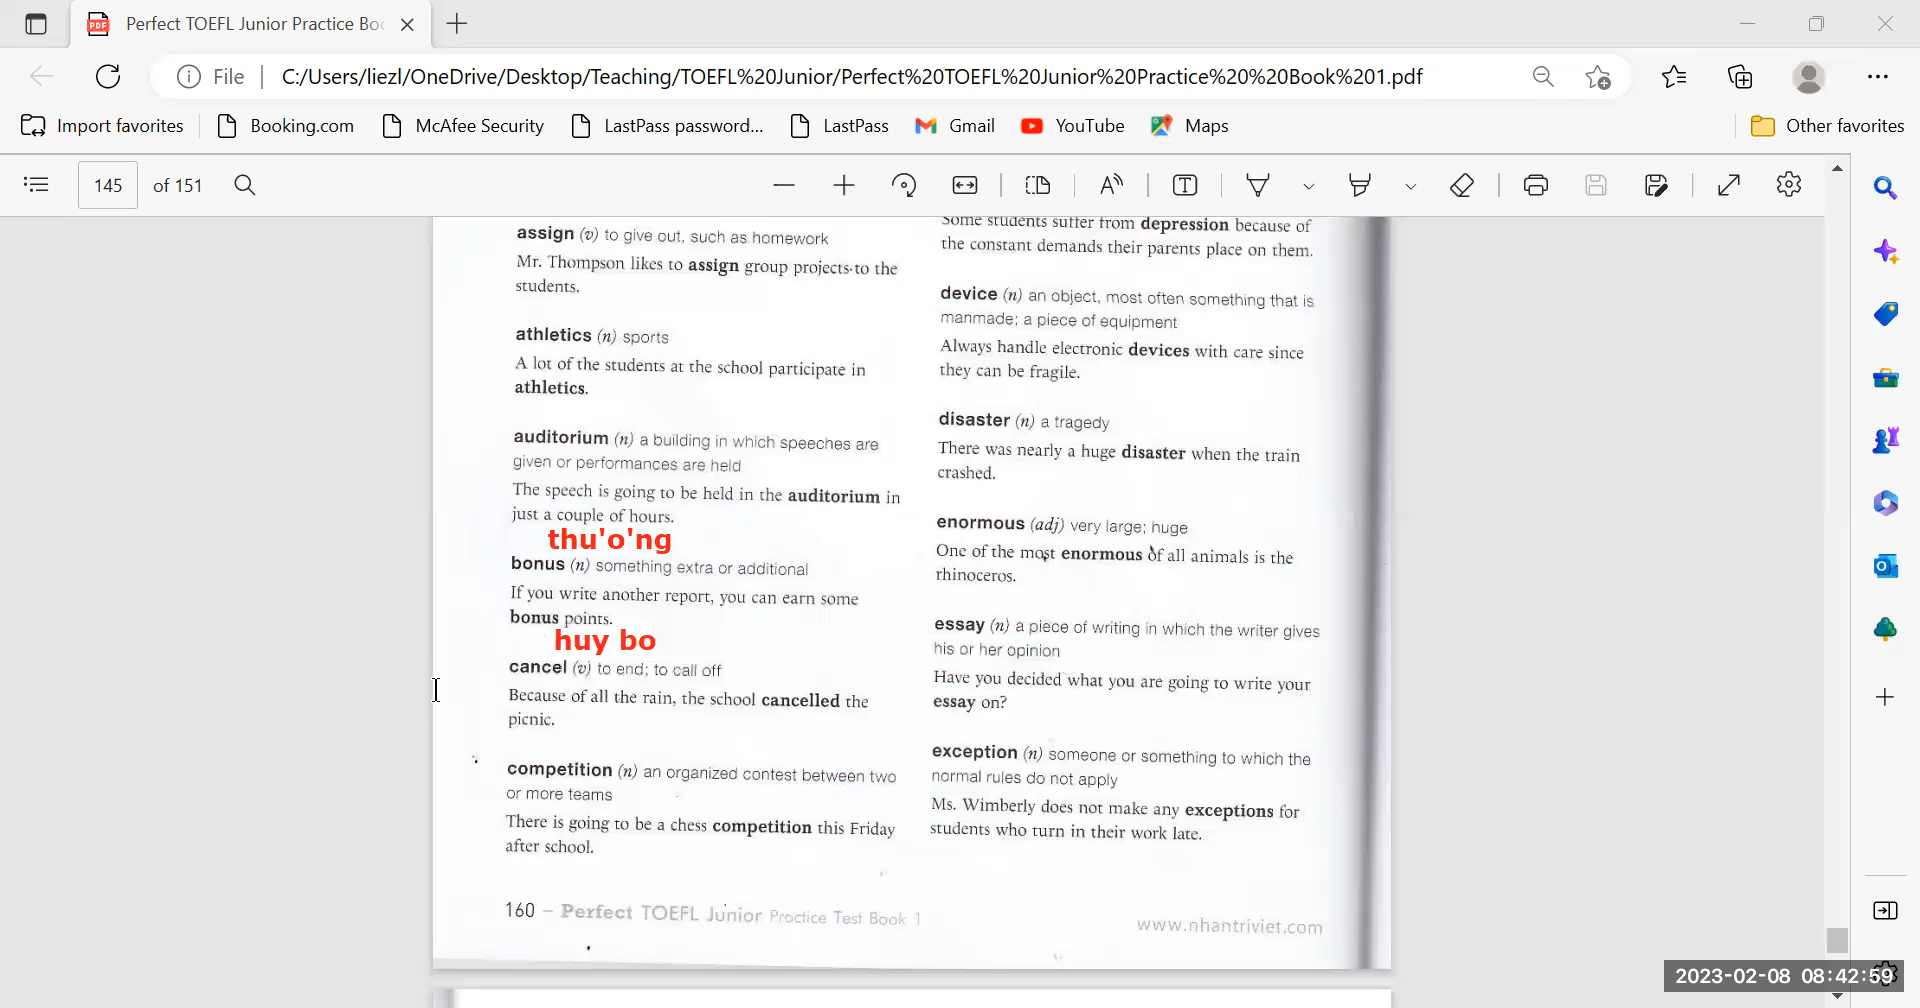 Perfect TOEFL Junior Practice Boo
File
C:/Users/liezl/OneDrive/Desktop/Teaching/TOEFL%20Junior/Perfect%20TOEFL%20Junior%20Practice%20%20Book%201.pdf
Import favorites
Booking.com
McAfee Security
LastPass password...
LastPass
Gmail
YouTube
Maps
Other favorites
145 of 151
assign (v) to give out, such as homework
Mr. Thompson likes to assign group projects to the
students.
athletics (n) sports
A lot of the students at the school participate in
athletics.
auditorium (n) a building in which speeches are
given or performances are held
The speech is going to be held in the auditorium in
just a couple of hours.
thu'o'ng
bonus (n) something extra or additional
If you write another report, you can earn some
bonus points.
huy bo
cancel (v) to end; to call off
Because of all the rain, the school cancelled the
picnic.
competition (n) an organized contest between two
or more teams
There is going to be a chess competition this Friday
after school.
Some students suffer from depression because of
the constant demands their parents place on them.
device (n) an object, most often something that is
manmade; a piece of equipment
Always handle electronic devices with care since
they can be fragile.
disaster (n) a tragedy
There was nearly a huge disaster when the train
crashed.
enormous (adj) very large; huge
One of the most enormous of all animals is the
rhinoceros.
essay (n) a piece of writing in which the writer gives
his or her opinion
Have you decided what you are going to write your
essay on?
exception (n) someone or something to which the
normal rules do not apply
Ms. Wimberly does not make any exceptions for
students who turn in their work late.
160 – Perfect TOEFL Junior Practice Test Book 1
www.nhantriviet.com
2023-02-08 08:42:59